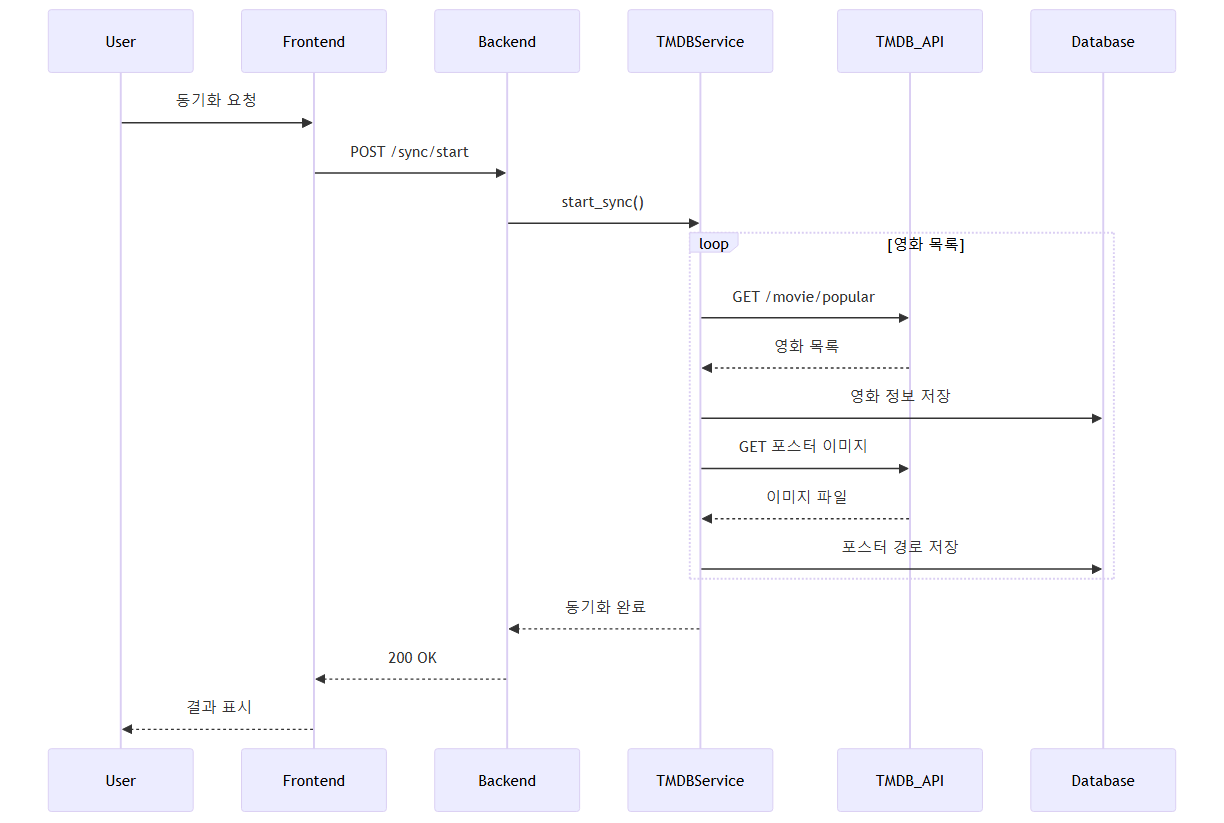 User
Frontend
Backend
TMDBService
TMDB_API
Database
동기화 요청
POST /sync/start
start_sync()
loop
[영화 목록]
GET /movie/popular
영화 목록
영화 정보 저장
GET 포스터 이미지
이미지 파일
포스터 경로 저장
동기화 완료
200 OK
결과 표시
User
Frontend
Backend
TMDBService
TMDB_API
Database